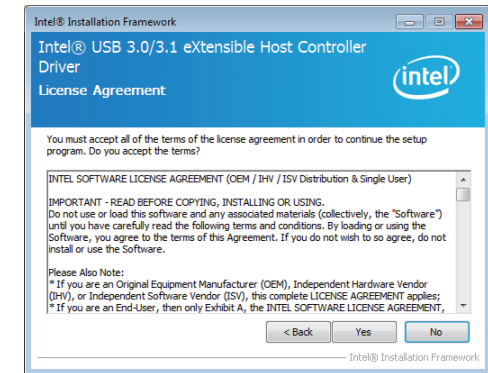 Intel® Installation Framework
Intel® USB 3.0/3.1 eXtensible Host Controller
Driver
License Agreement
intel
You must accept all of the terms of the license agreement in order to continue the setup
program. Do you accept the terms?
INTEL SOFTWARE LICENSE AGREEMENT (OEM / IHV / ISV Distribution & Single User)
IMPORTANT - READ BEFORE COPYING, INSTALLING OR USING.
Do not use or load this software and any associated materials (collectively, the "Software")
until you have carefully read the following terms and conditions. By loading or using the
Software, you agree to the terms of this Agreement. If you do not wish to so agree, do not
install or use the Software.
Please Also Note:
* If you are an Original Equipment Manufacturer (OEM), Independent Hardware Vendor
(IHV), or Independent Software Vendor (ISV), this complete LICENSE AGREEMENT applies;
* If you are an End-User, then only Exhibit A, the INTEL SOFTWARE LICENSE AGREEMENT,
< Back Yes No
Intel® Installation Framework